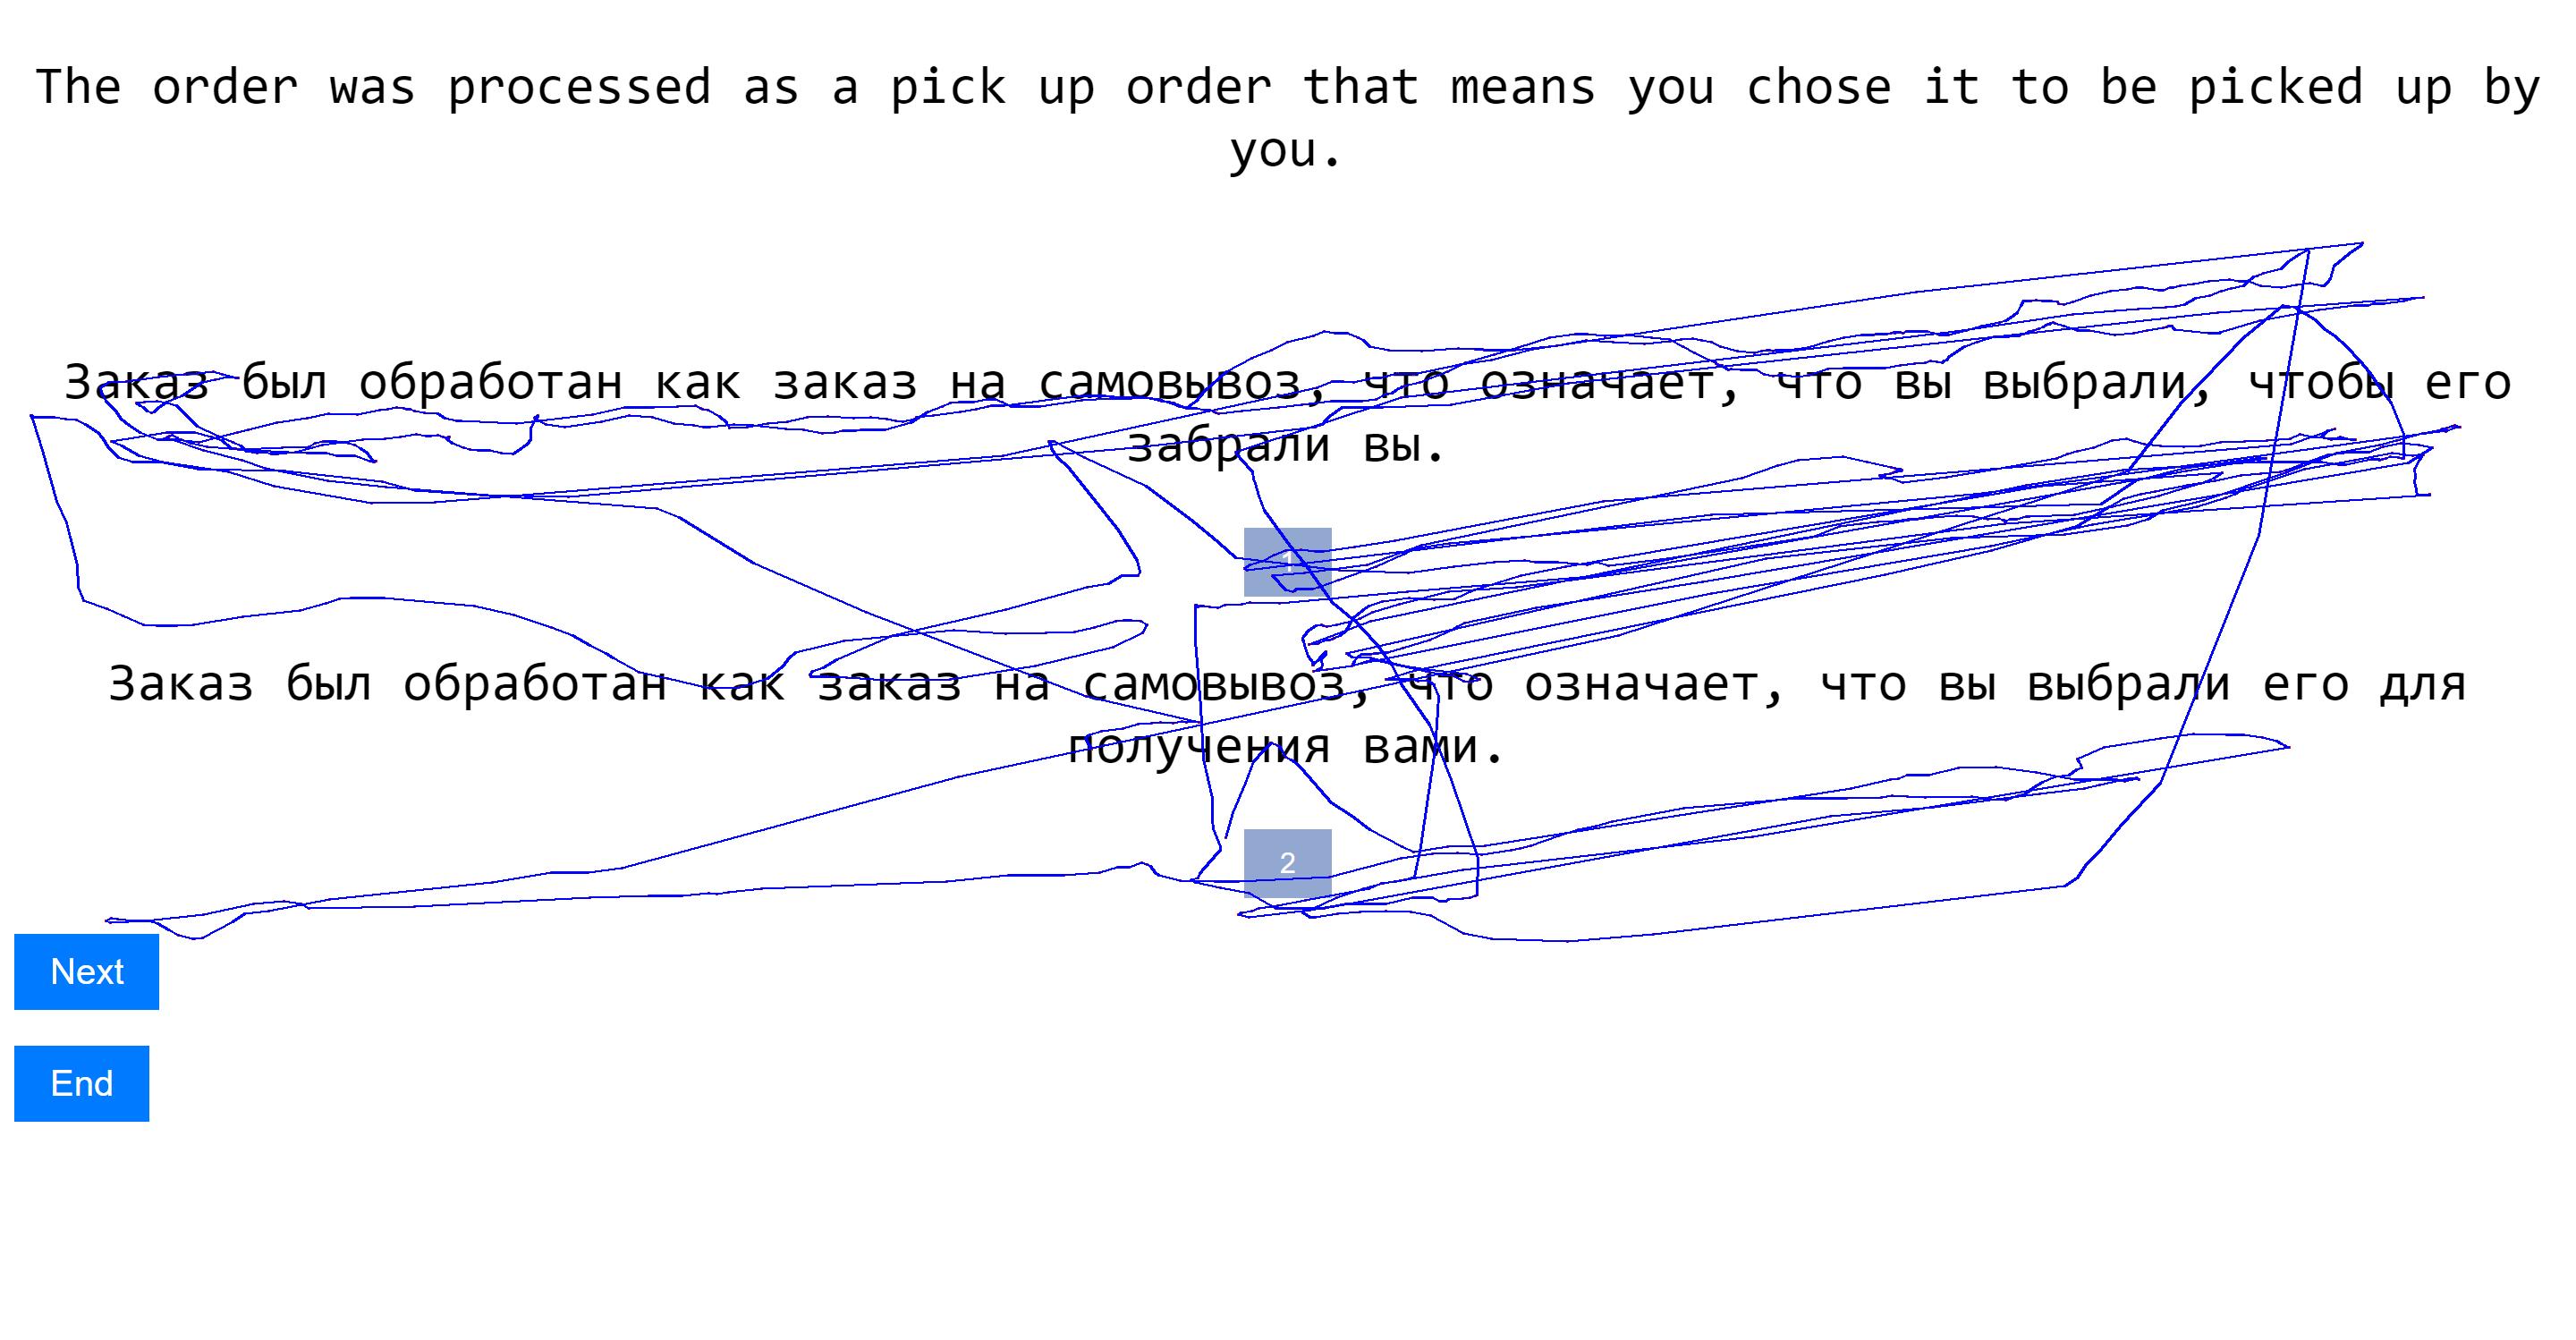 The order was processed as a pick up order that means you chose it to be picked up by
you.
Заказ был обработан как заказ на самовывоз, что означает, что вы выбрали, чтобы его
забрали вы.
1
Заказ был обработан как заказ на самовывоз, что означает, что вы выбрали его для
получения вами.
2
Next
End